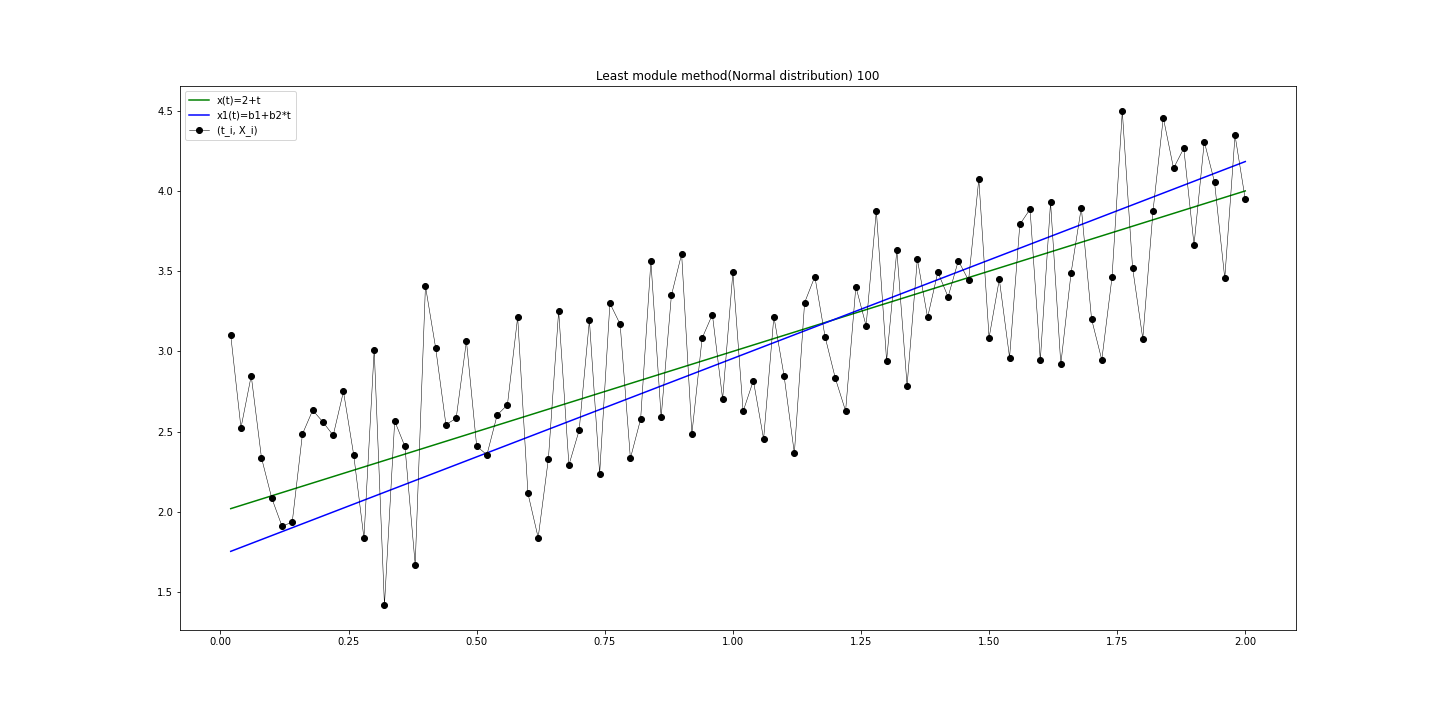 Least module method(Normal distribution) 100
x(t)=2+t
x1(t)=b1+b2*t
(t_i, X_i)
4.5
4.0
3.5
3.0
2.5
2.0
1.5
0.00 0.25 0.50 0.75 1.00 1.25 1.50 1.75 2.00